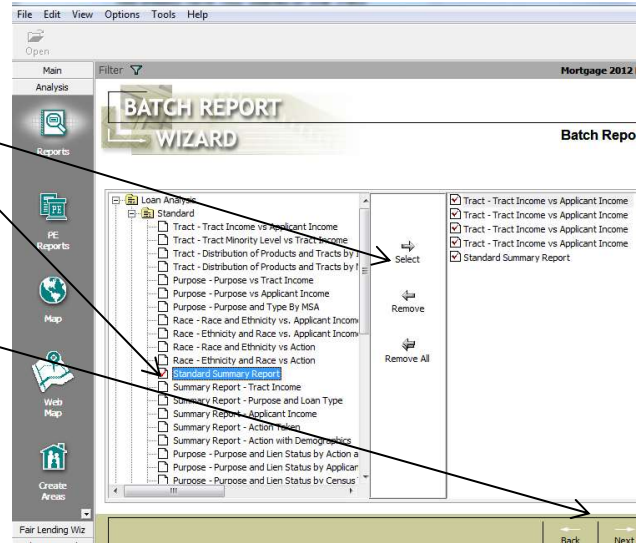 File Edit View Options Tools Help
Open
Main
Analysis
Reports
PE
Reports
Map
Web
Map
Create
Areas
Fair Lending Wiz
Filter
Mortgage 2012
BATCH REPORT
WIZARD
Batch Repo
Loan Analysis
Standard
Tract - Tract Income vs Applicant Income
Tract - Tract Minority Level vs Tract Income
Tract - Distribution of Products and Tracts by
Tract - Distribution of Products and Tracts by
Purpose - Purpose vs Tract Income
Purpose - Purpose vs Applicant Income
Purpose - Purpose and Type By MSA
Race - Race and Ethnicity vs. Applicant Incom
Race - Ethnicity and Race vs. Applicant Incom
Race - Race and Ethnicity vs Action
Race - Ethnicity and Race vs Action
Standard Summary Report
Summary Report - Tract Income
Summary Report - Purpose and Loan Type
Summary Report - Applicant Income
Summary Report - Action Taken
Summary Report - Action with Demographics
Purpose - Purpose and Lien Status by Action a
Purpose - Purpose and Lien Status by Applican
Purpose - Purpose and Lien Status by Census
Select
Remove
Remove All
Tract - Tract Income vs Applicant Income
Tract - Tract Income vs Applicant Income
Tract - Tract Income vs Applicant Income
Tract - Tract Income vs Applicant Income
Standard Summary Report
Back Next